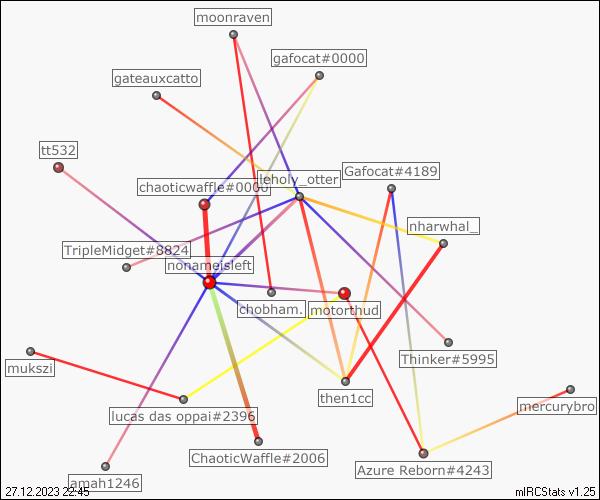 moonraven
gafocat#0000
gateauxcatto
tt532
Gafocat#4189
leholy_otter
chaoticwaffle#0000
nharwhal_
TripleMidget#8824
nonameisleft
chobham.
motorthud
Thinker#5995
mukszi
then1cc
mercurybro
lucas das oppai#2396
ChaoticWaffle#2006
Azure Reborn#4243
amah1246
27.12.2023 22:45
mIRCStats v1.25